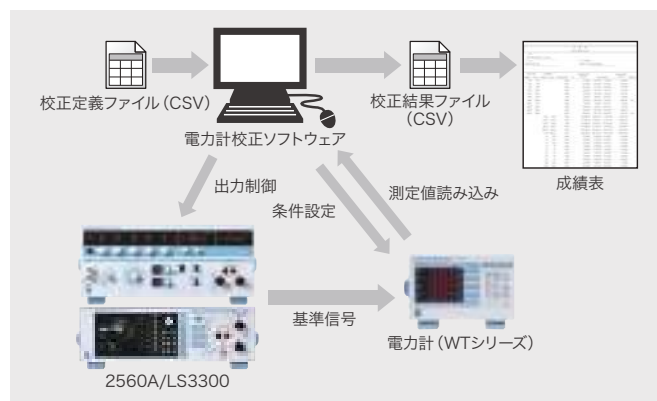 校正定義ファイル（CSV）
電力計校正ソフトウェア
校正結果ファイル
（CSV）
成績表
出力制御
条件設定
測定値読み込み
基準信号
電力計（WTシリーズ）
2560A/LS3300